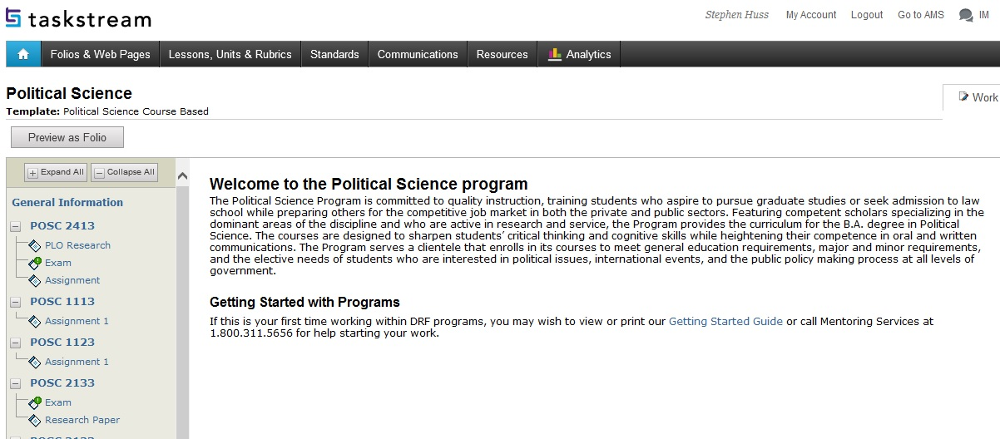 taskstream
Stephen Huss My Account Logout Go to AMS IM
Folios & Web Pages Lessons, Units & Rubrics Standards Communications Resources Analytics
Political Science
Template: Political Science Course Based
Work
Preview as Folio
Expand All Collapse All
General Information
POSC 2413
PLO Research
Exam
Assignment
POSC 1113
Assignment 1
POSC 1123
Assignment 1
POSC 2133
Exam
Research Paper
Welcome to the Political Science program
The Political Science Program is committed to quality instruction, training students who aspire to pursue graduate studies or seek admission to law
school while preparing others for the competitive job market in both the private and public sectors. Featuring competent scholars specializing in the
dominant areas of the discipline and who are active in research and service, the Program provides the curriculum for the B.A. degree in Political
Science. The courses are designed to sharpen students´ critical thinking and cognitive skills while heightening their competence in oral and written
communications. The Program serves a clientele that enrolls in its courses to meet general education requirements, major and minor requirements,
and the elective needs of students who are interested in political issues, international events, and the public policy making process at all levels of
government.
Getting Started with Programs
If this is your first time working within DRF programs, you may wish to view or print our Getting Started Guide or call Mentoring Services at
1.800.311.5656 for help starting your work.